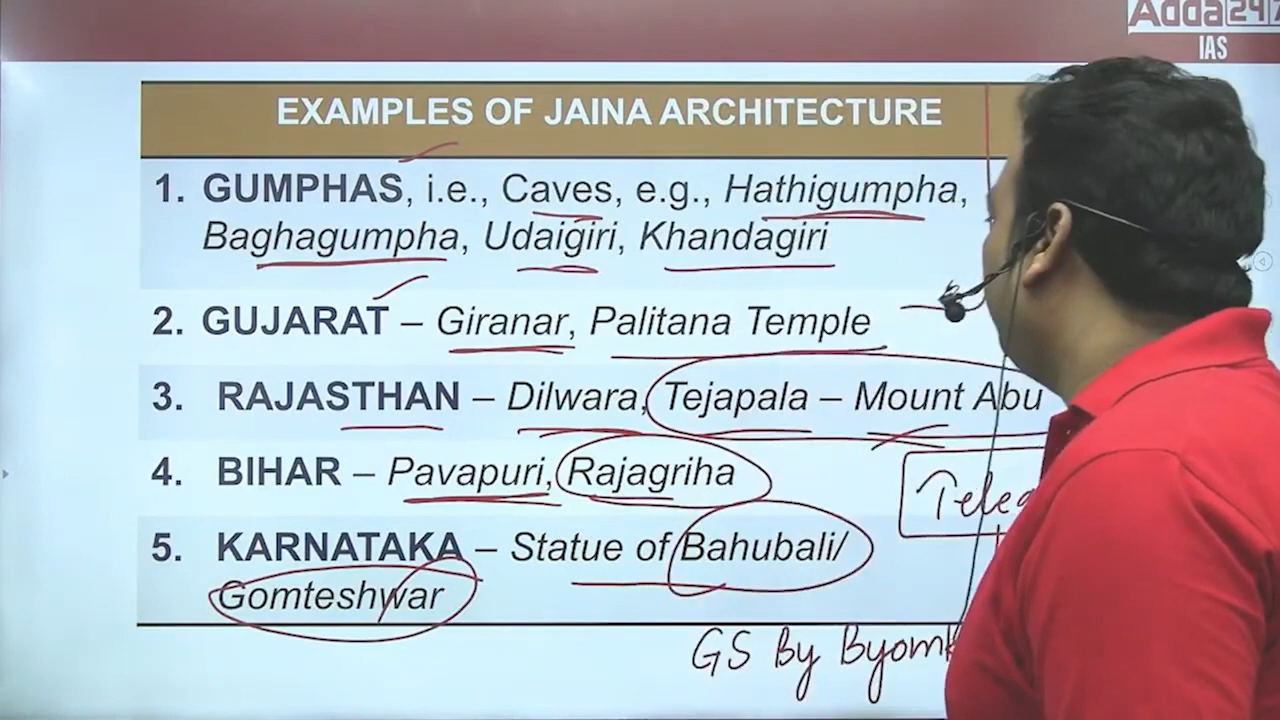 Adda247
IAS
EXAMPLES OF JAINA ARCHITECTURE
1. GUMPHAS, i.e., Caves, e.g., Hathigumpha,
Baghagumpha, Udaigiri, Khandagiri
2. GUJARAT – Giranar, Palitana Temple
3. RAJASTHAN – Dilwara, Tejapala – Mount Abu
4. BIHAR – Pavapuri, Rajagriha
5. KARNATAKA – Statue of Bahubali/
Gomteshwar
GS By